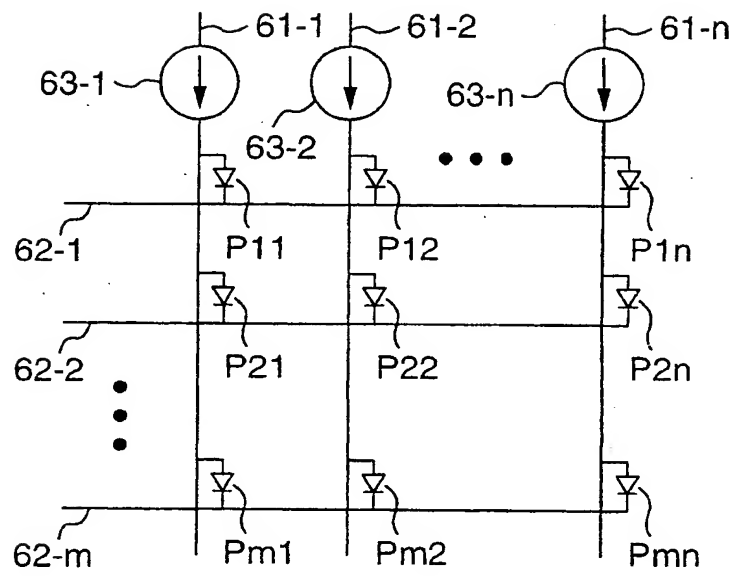 61-1 61-2 61-n
63-1 63-2 63-n
62-1 P11 P12 P1n
62-2 P21 P22 P2n
62-m Pm1 Pm2 Pmn